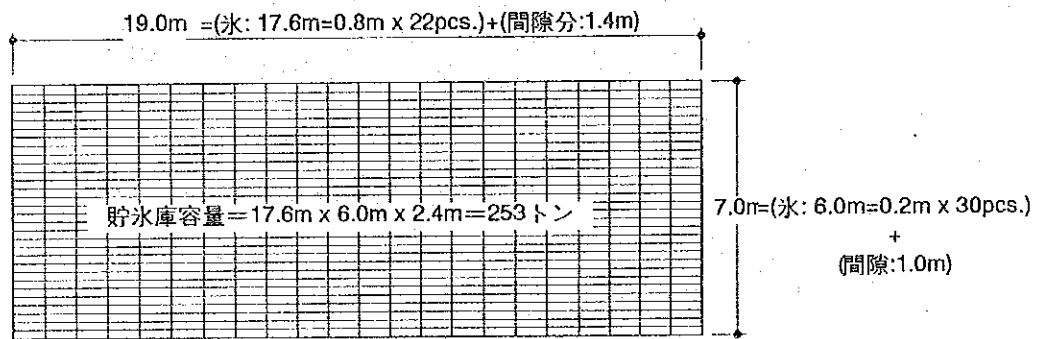 19.0m =(氷: 17.6m=0.8m x 22pcs.)+(間隙分:1.4m)
貯氷庫容量=17.6m x 6.0m x 2.4m=253トン
7.0m=(氷: 6.0m=0.2m x 30pcs.)
+
(間隙:1.0m)